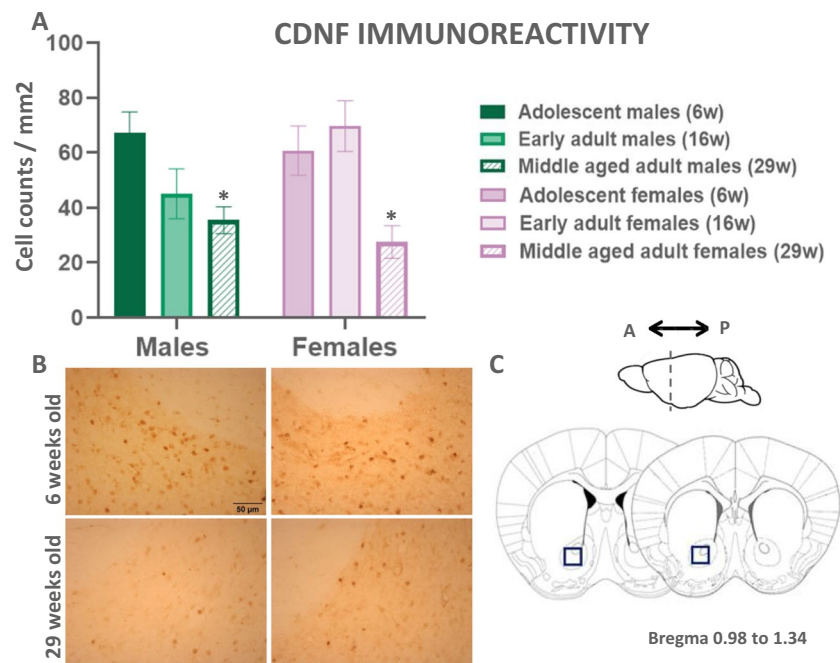 A
CDNF IMMUNOREACTIVITY
Cell counts / mm2
100
80
60
40
20
0
*
*
Males
Females
Adolescent males (6w)
Early adult males (16w)
Middle aged adult males (29w)
Adolescent females (6w)
Early adult females (16w)
Middle aged adult females (29w)
B
6 weeks old
29 weeks old
50 µm
C
A
P
Bregma 0.98 to 1.34